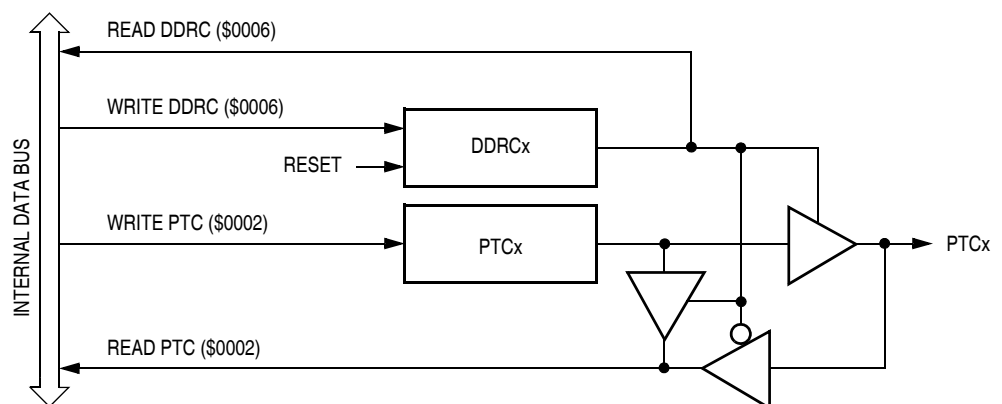 READ DDRC ($0006)
WRITE DDRC ($0006)
DDRCx
RESET
WRITE PTC ($0002)
PTCx
PTCx
READ PTC ($0002)
INTERNAL DATA BUS